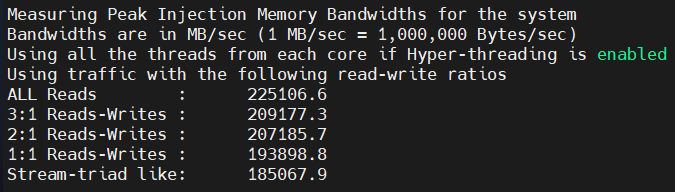 Measuring Peak Injection Memory Bandwidths for the system
Bandwidths are in MB/sec (1 MB/sec = 1,000,000 Bytes/sec)
Using all the threads from each core if Hyper-threading is enabled
Using traffic with the following read-write ratios
ALL Reads        :      225106.6
3:1 Reads-Writes :      209177.3
2:1 Reads-Writes :      207185.7
1:1 Reads-Writes :      193898.8
Stream-triad like:      185067.9